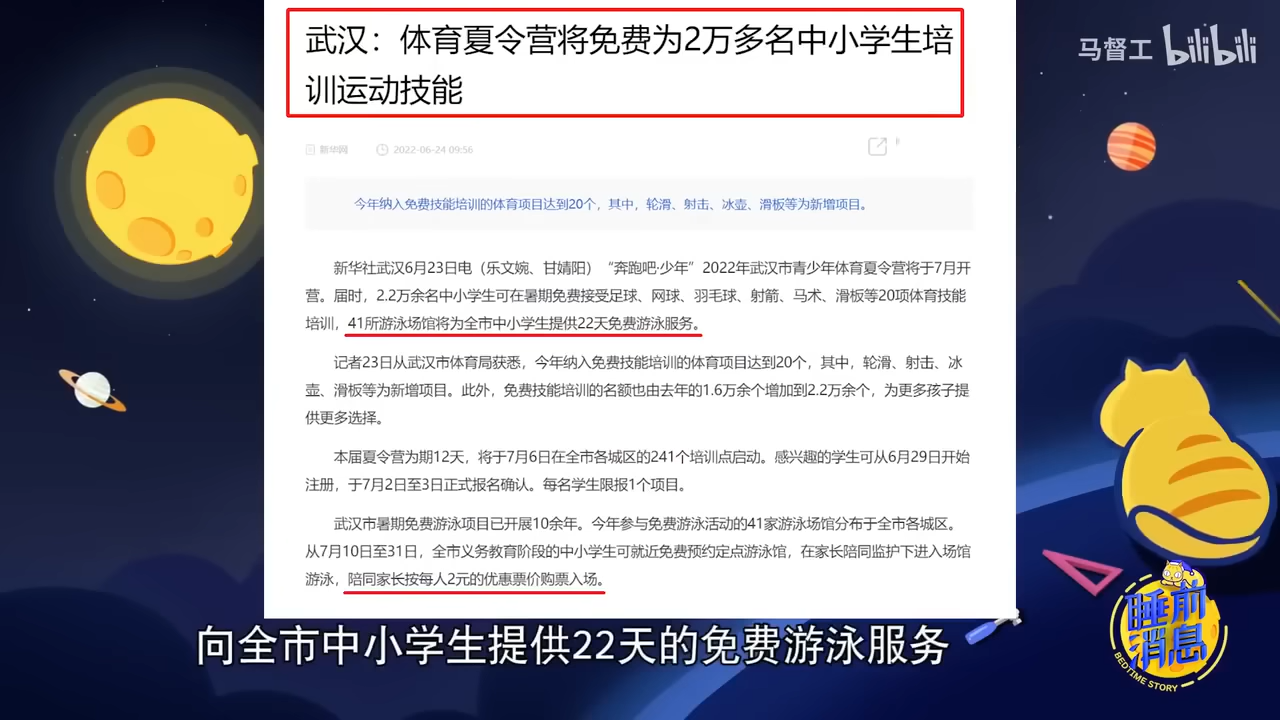 武汉：体育夏令营将免费为2万多名中小学生培
训运动技能
马督工 bilibili
新华网 2022-06-24 09:56
今年纳入免费技能培训的体育项目达到20个，其中，轮滑、射击、冰壶、滑板等为新增项目。
新华社武汉6月23日电（乐文婉、甘婧阳）“奔跑吧·少年”2022年武汉市青少年体育夏令营将于7月开
营。届时，2.2万余名中小学生可在暑期免费接受足球、网球、羽毛球、射箭、马术、滑板等20项体育技能
培训，41所游泳场馆将为全市中小学生提供22天免费游泳服务。
记者23日从武汉市体育局获悉，今年纳入免费技能培训的体育项目达到20个，其中，轮滑、射击、冰
壶、滑板等为新增项目。此外，免费技能培训的名额也由去年的1.6万余个增加到2.2万余个，为更多孩子提
供更多选择。
本届夏令营为期12天，将于7月6日在全市各城区的241个培训点启动。感兴趣的学生可从6月29日开始
注册，于7月2日至3日正式报名确认。每名学生限报1个项目。
武汉市暑期免费游泳项目已开展10余年。今年参与免费游泳活动的41家游泳场馆分布于全市各城区。
从7月10日至31日，全市义务教育阶段的中小学生可就近免费预约定点游泳馆，在家长陪同监护下进入场馆
游泳，陪同家长按每人2元的优惠票价购票入场。
向全市中小学生提供22天的免费游泳服务
睡前
消息
BEDTIME STORY